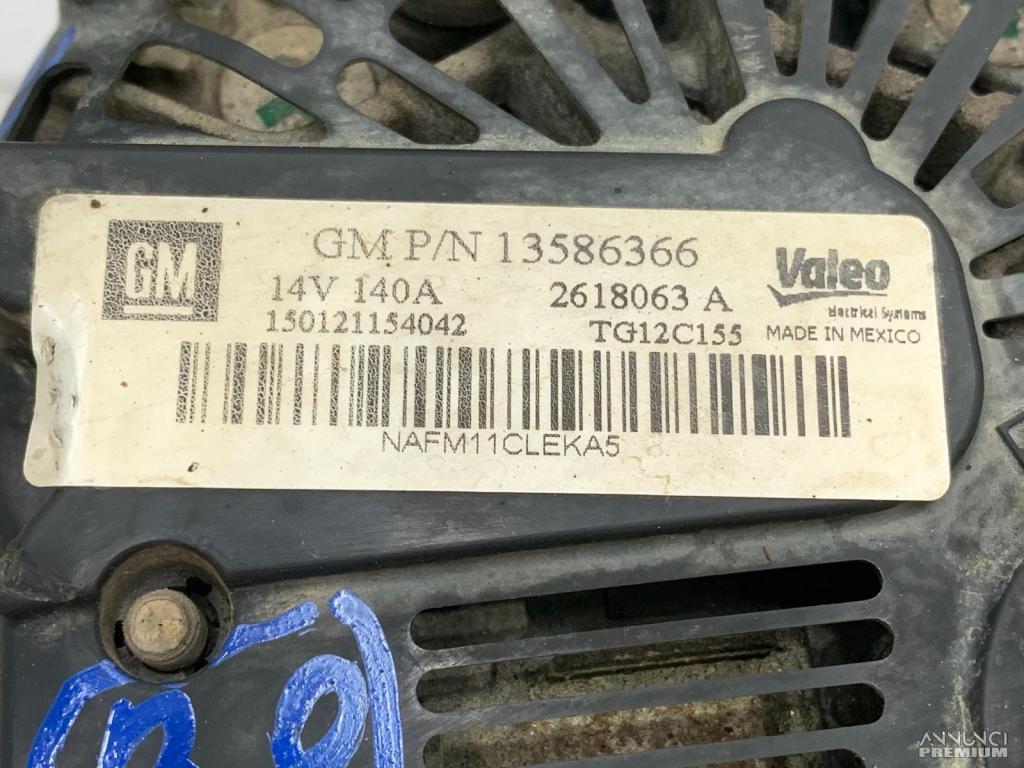 GM
GM P/N 13586366
14V 140A
2618063 A
Valeo
Electrical Systems
150121154042
TG12C155
MADE IN MEXICO
NAFM11CLEKA5
ANNUNCI
PREMIUM